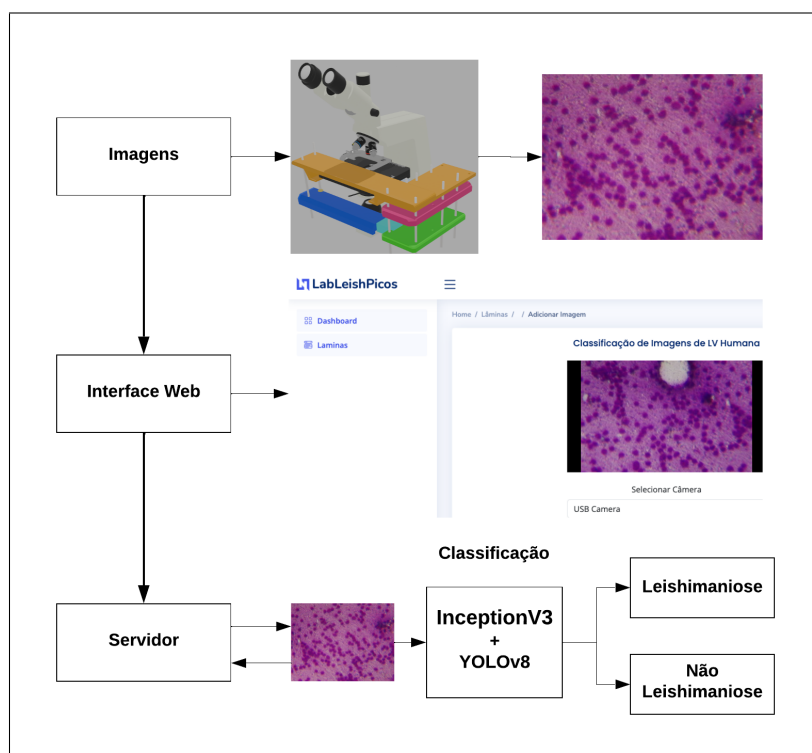 Imagens
LabLeishPicos
Dashboard
Laminas
Home / Lâminas / / Adicionar Imagem
Classificação de Imagens de LV Humana
Selecionar Câmera
USB Camera
Interface Web
Classificação
Servidor
InceptionV3
+
YOLOv8
Leishimaniose
Não
Leishimaniose